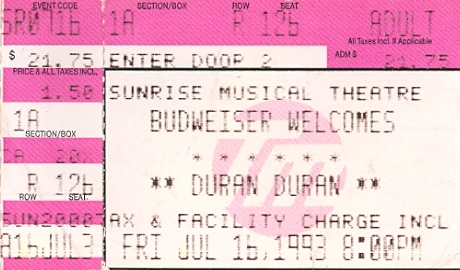 EVENT CODE SECTION/BOX ROW SEAT
SR0716 1A R 126 ADULT
All Taxes Incl. If Applicable
$ 21.75 ENTER DOOR 2 ADM $ 21.75
PRICE & ALL TAXES INCL.
1.50 SUNRISE MUSICAL THEATRE
1A BUDWEISER WELCOMES
SECTION/BOX
* * * * * *
R 126 ** DURAN DURAN **
ROW SEAT
AX & FACILITY CHARGE INCL
FRI JUL 16,1993 8:00PM